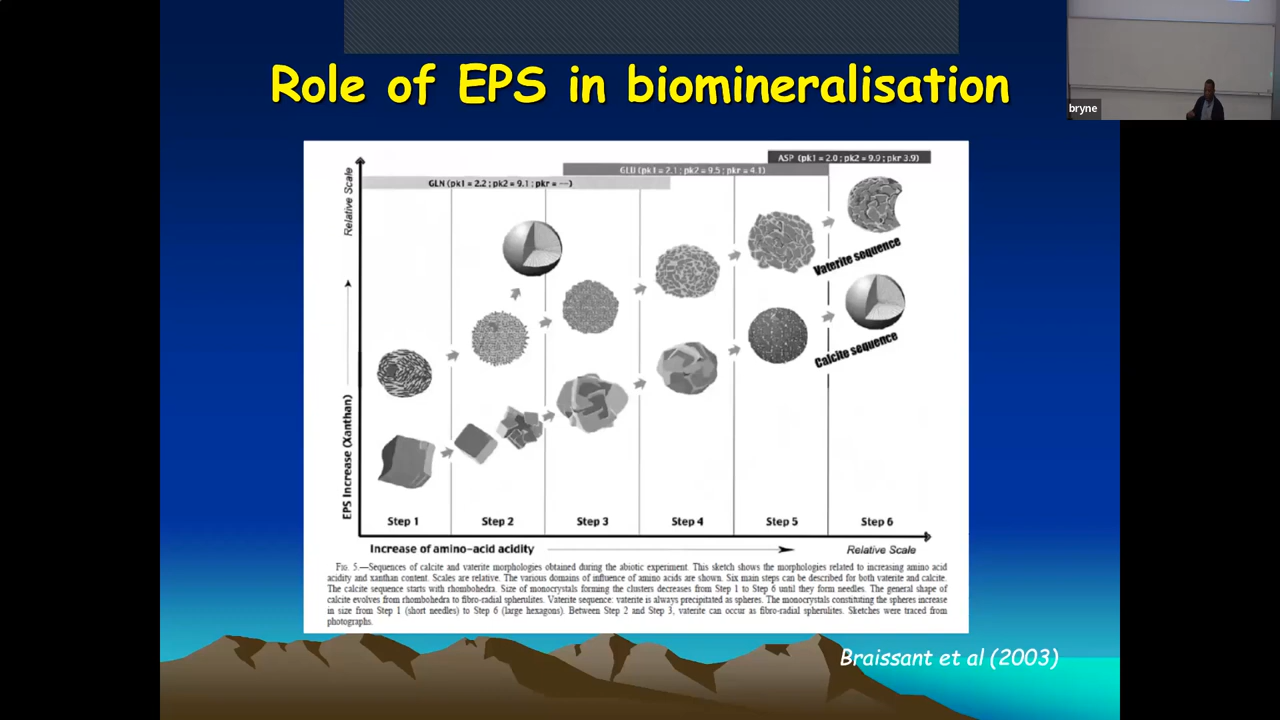 Role of EPS in biomineralisation
bryne
ASP (pk1 = 2.0 ; pk2 = 9.9 ; pkr 3.9)
GLU (pk1 = 2.1 ; pk2 = 9.5 ; pkr = 4.1)
GLN (pk1 = 2.2 ; pk2 = 9.1 ; pkr = ---)
Relative Scale
EPS Increase (Xanthan)
Vaterite sequence
Calcite sequence
Step 1
Step 2
Step 3
Step 4
Step 5
Step 6
Increase of amino-acid acidity
Relative Scale
FIG. 5.—Sequences of calcite and vaterite morphologies obtained during the abiotic experiment. This sketch shows the morphologies related to increasing amino acid
acidity and xanthan content. Scales are relative. The various domains of influence of amino acids are shown. Six main steps can be described for both vaterite and calcite.
The calcite sequence starts with rhombohedra. Size of monocrystals forming the clusters decreases from Step 1 to Step 6 until they form needles. The general shape of
calcite evolves from rhombohedra to fibro-radial spherulites. Vaterite sequence: vaterite is always precipitated as spheres. The monocrystals constituting the spheres increase
in size from Step 1 (short needles) to Step 6 (large hexagons). Between Step 2 and Step 3, vaterite can occur as fibro-radial spherulites. Sketches were traced from
photographs.
Braissant et al (2003)